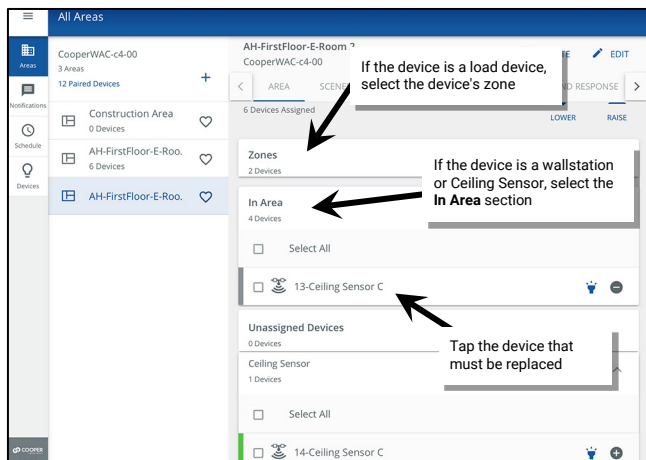 All Areas
Areas
Notifications
Schedule
Devices
COOPER
CooperWAC-c4-00
3 Areas
12 Paired Devices
+
Construction Area
0 Devices
AH-FirstFloor-E-Roo.
6 Devices
AH-FirstFloor-E-Roo.
AH-FirstFloor-E-Room 2
CooperWAC-c4-00
EDIT
AREA
SCENE
RESPONSE
6 Devices Assigned
LOWER
RAISE
If the device is a load device,
select the device's zone
Zones
2 Devices
If the device is a wallstation
or Ceiling Sensor, select the
In Area section
In Area
4 Devices
Select All
13-Ceiling Sensor C
Unassigned Devices
0 Devices
Tap the device that
must be replaced
Ceiling Sensor
1 Devices
Select All
14-Ceiling Sensor C